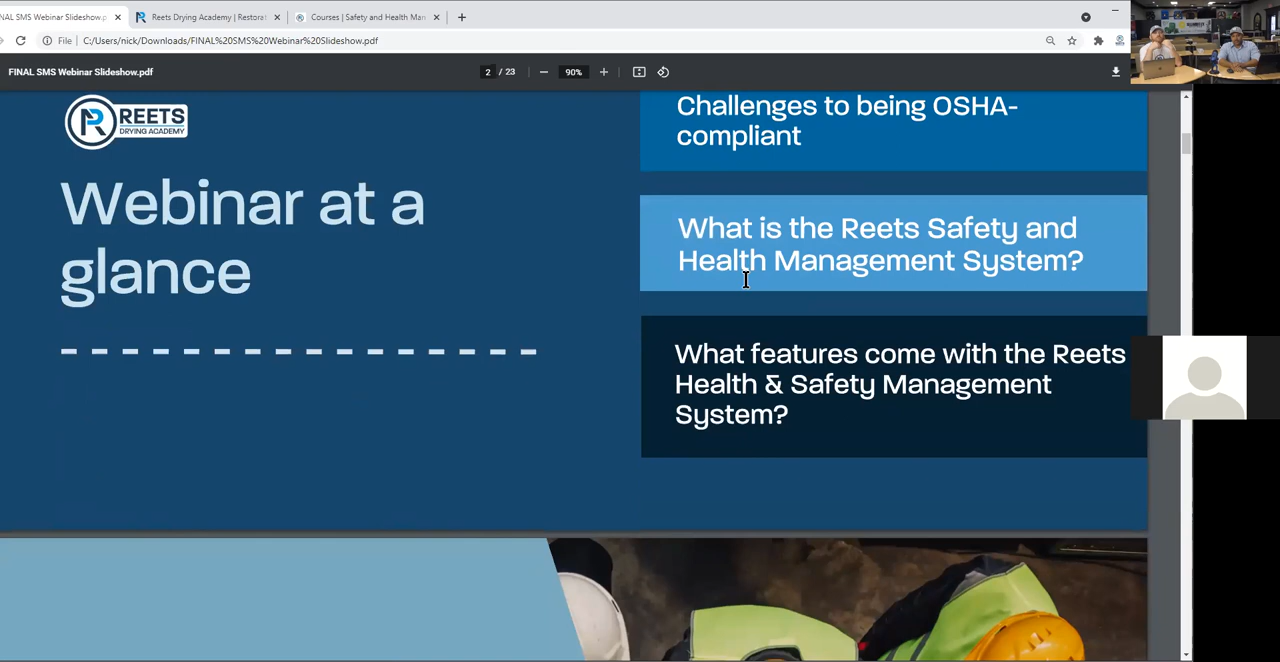 NAL SMS Webinar Slideshow.p
Reets Drying Academy | Restorat
Courses | Safety and Health Man
File
C:/Users/nick/Downloads/FINAL%20SMS%20Webinar%20Slideshow.pdf
FINAL SMS Webinar Slideshow.pdf
2 / 23
90%
REETS
DRYING ACADEMY
Webinar at a
glance
Challenges to being OSHA-
compliant
What is the Reets Safety and
Health Management System?
What features come with the Reets
Health & Safety Management
System?